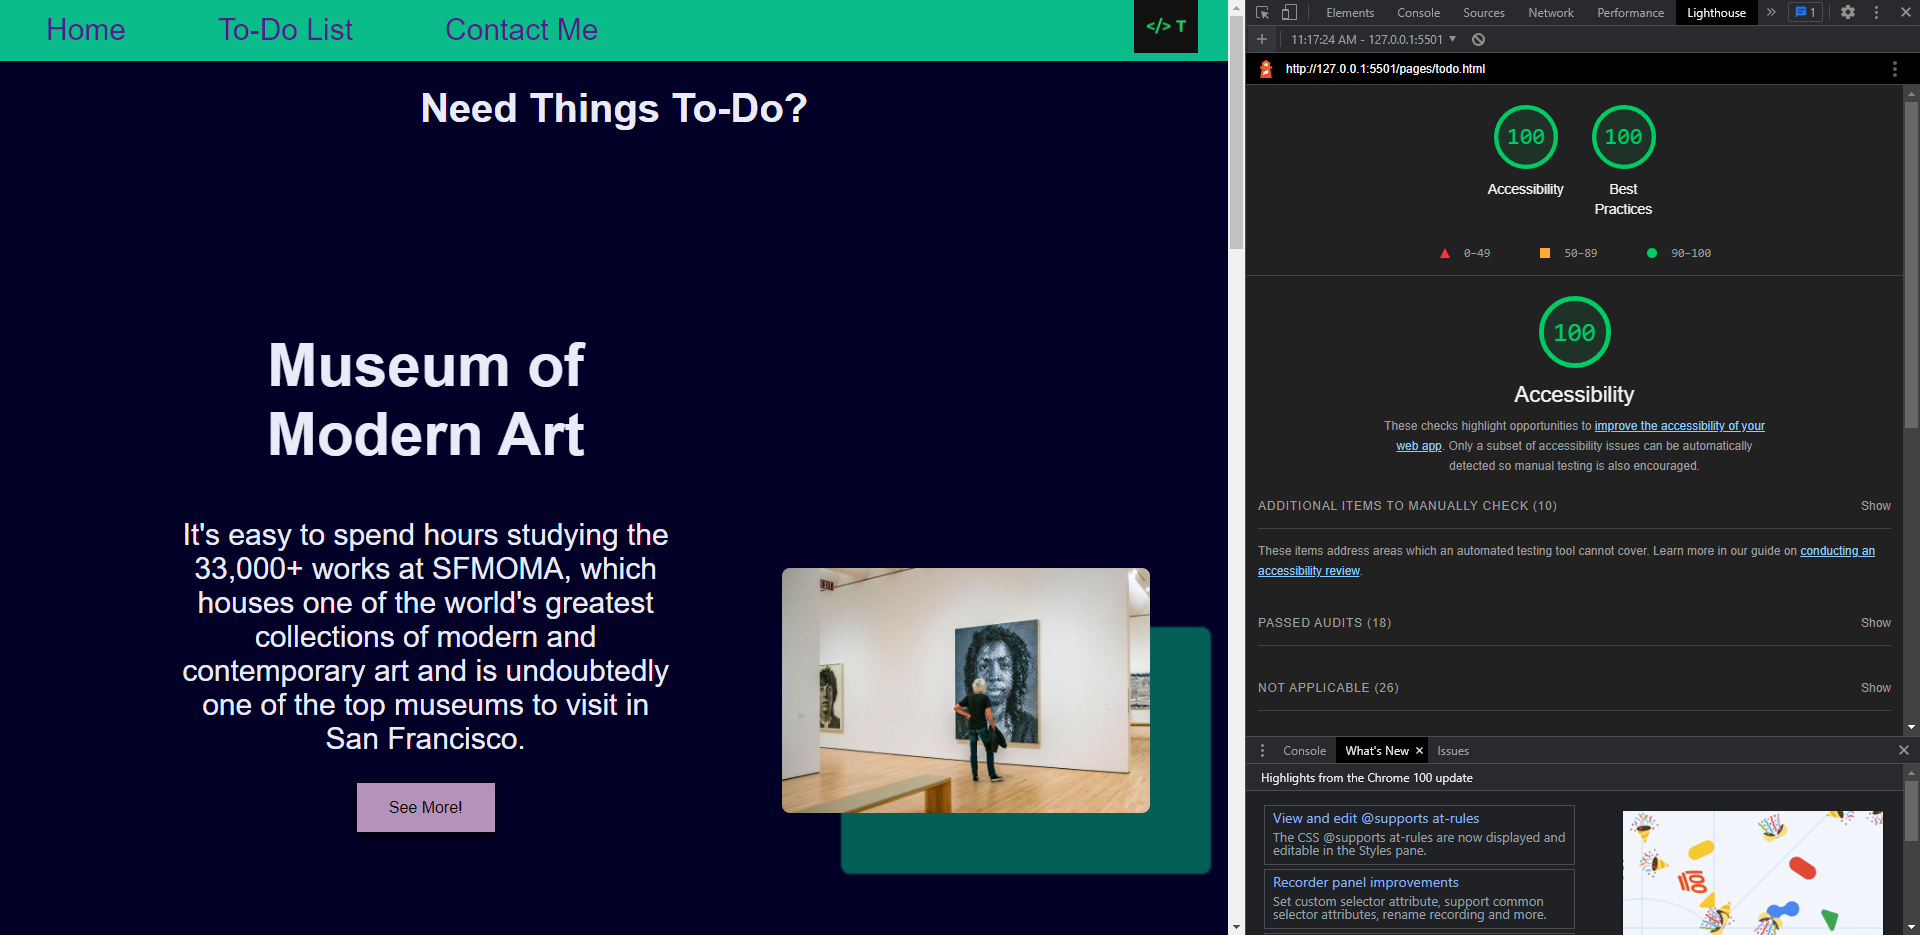 Home To-Do List Contact Me </> T
Need Things To-Do?
Museum of
Modern Art
It's easy to spend hours studying the
33,000+ works at SFMOMA, which
houses one of the world's greatest
collections of modern and
contemporary art and is undoubtedly
one of the top museums to visit in
San Francisco.
See More!
EXIT
Elements Console Sources Network Performance Lighthouse » 1
+ 11:17:24 AM - 127.0.0.1:5501
http://127.0.0.1:5501/pages/todo.html
100 100
Accessibility Best
Practices
0–49 50–89 90–100
100
Accessibility
These checks highlight opportunities to improve the accessibility of your
web app. Only a subset of accessibility issues can be automatically
detected so manual testing is also encouraged.
ADDITIONAL ITEMS TO MANUALLY CHECK (10) Show
These items address areas which an automated testing tool cannot cover. Learn more in our guide on conducting an
accessibility review.
PASSED AUDITS (18) Show
NOT APPLICABLE (26) Show
Console What's New × Issues
Highlights from the Chrome 100 update
View and edit @supports at-rules
The CSS @supports at-rules are now displayed and
editable in the Styles pane.
Recorder panel improvements
Set custom selector attribute, support common
selector attributes, rename recording and more.
100